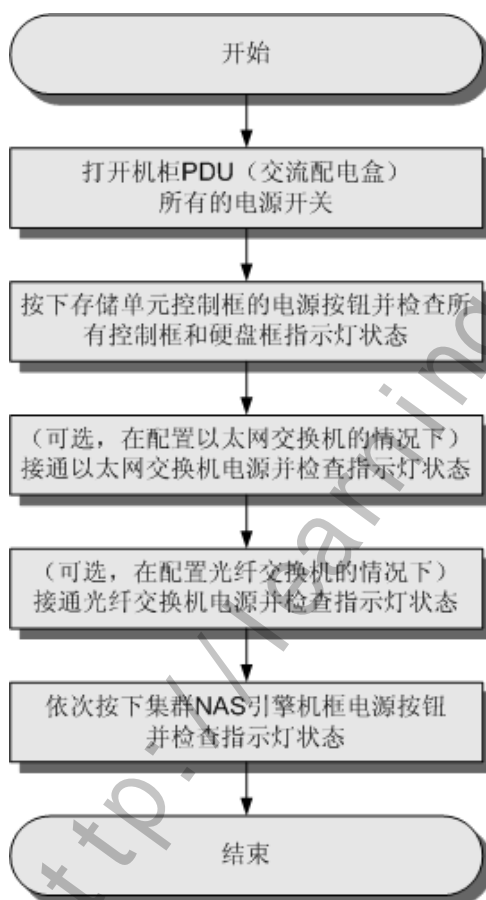 开始
打开机柜PDU（交流配电盒）
所有的电源开关
按下存储单元控制框的电源按钮并检查所
有控制框和硬盘框指示灯状态
（可选，在配置以太网交换机的情况下）
接通以太网交换机电源并检查指示灯状态
（可选，在配置光纤交换机的情况下）
接通光纤交换机电源并检查指示灯状态
依次按下集群NAS引擎机框电源按钮
并检查指示灯状态
结束
ttp://learning